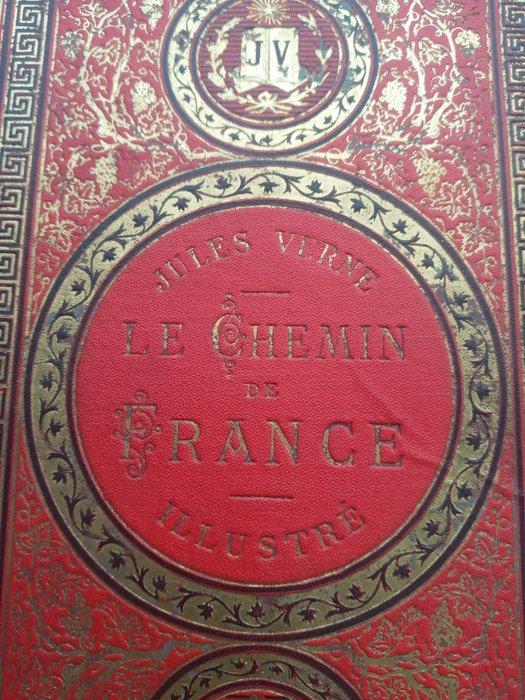 JV
JULES VERNE
LE CHEMIN
DE
FRANCE
ILLUSTRÉ